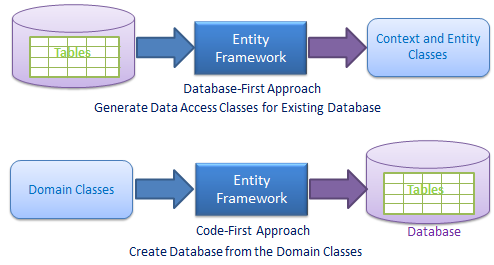 Tables
Entity
Framework
Context and Entity
Classes
Database-First Approach
Generate Data Access Classes for Existing Database
Domain Classes
Entity
Framework
Tables
Database
Code-First Approach
Create Database from the Domain Classes